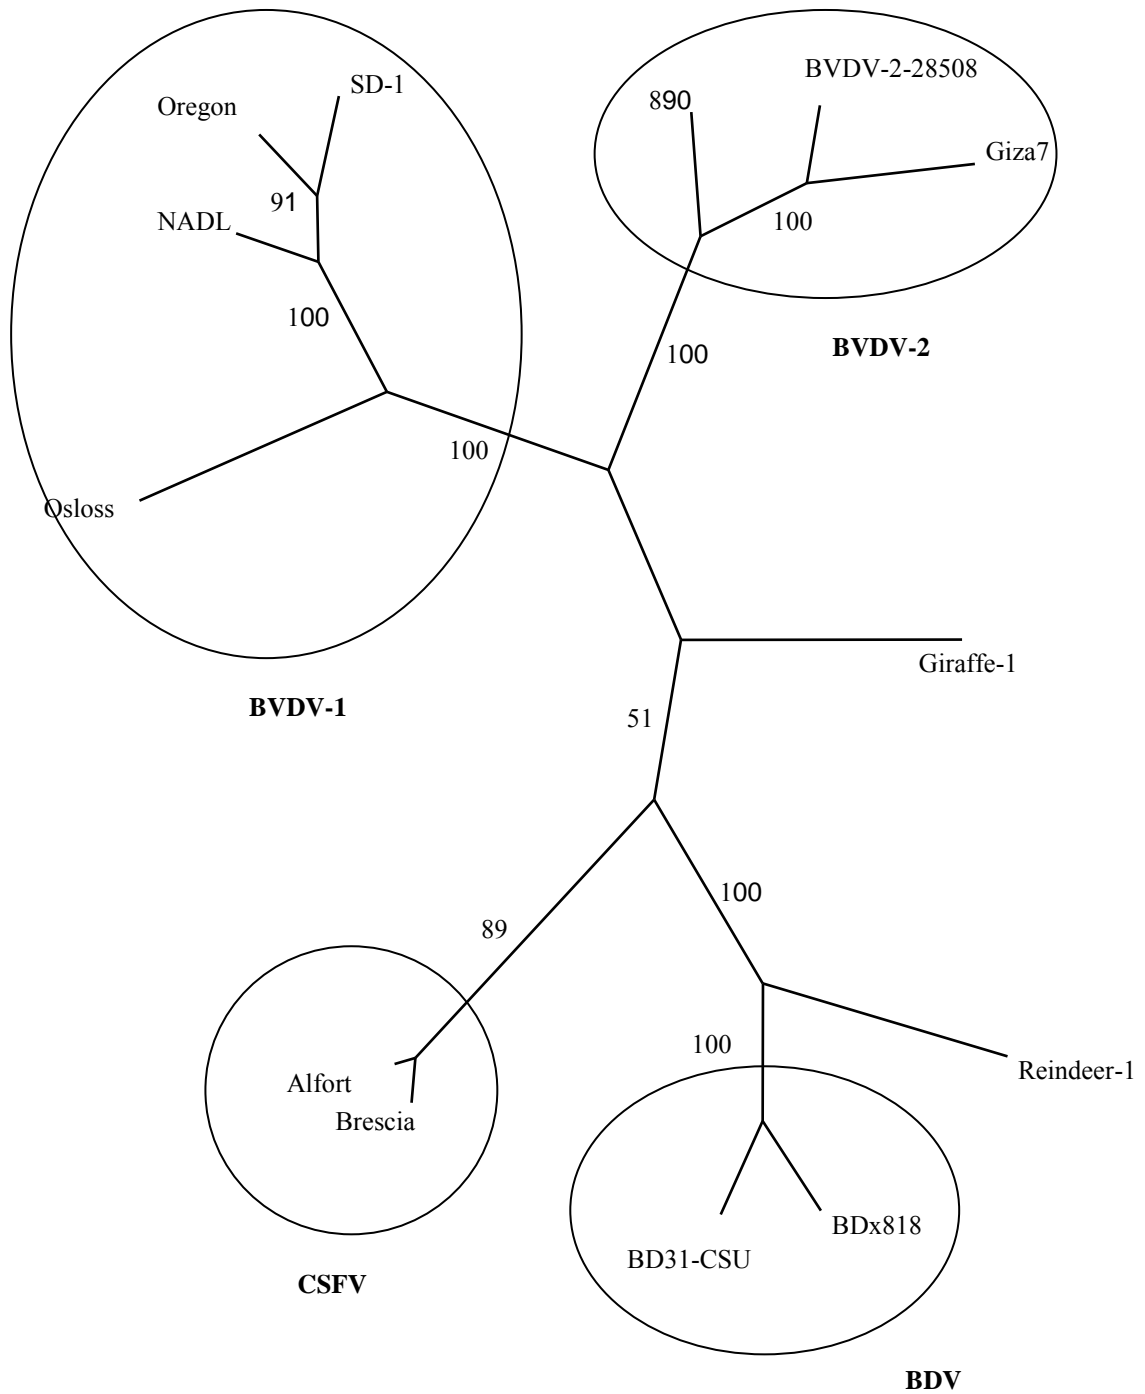 BVDV-2-28508
SD-1
890
Oregon
Giza7
91
NADL
100
100
BVDV-2
100
100
Osloss
Giraffe-1
BVDV-1
51
100
89
100
Reindeer-1
Alfort
Brescia
BDx818
BD31-CSU
CSFV
BDV